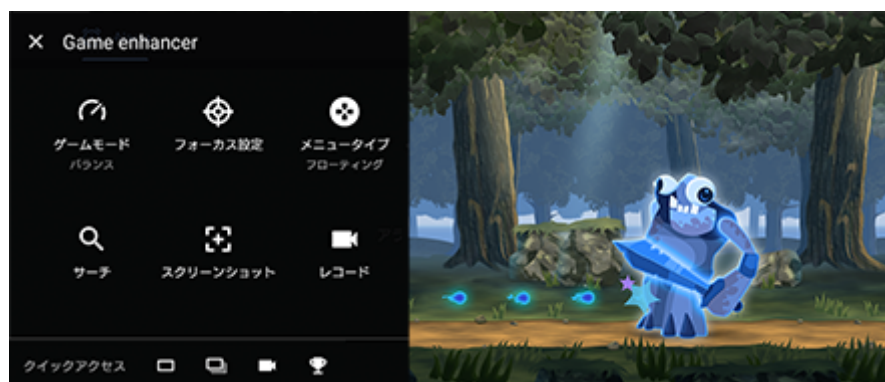 Game enhancer
ゲームモード
バランス
フォーカス設定
メニュータイプ
フローティング
サーチ
スクリーンショット
レコード
クイックアクセス